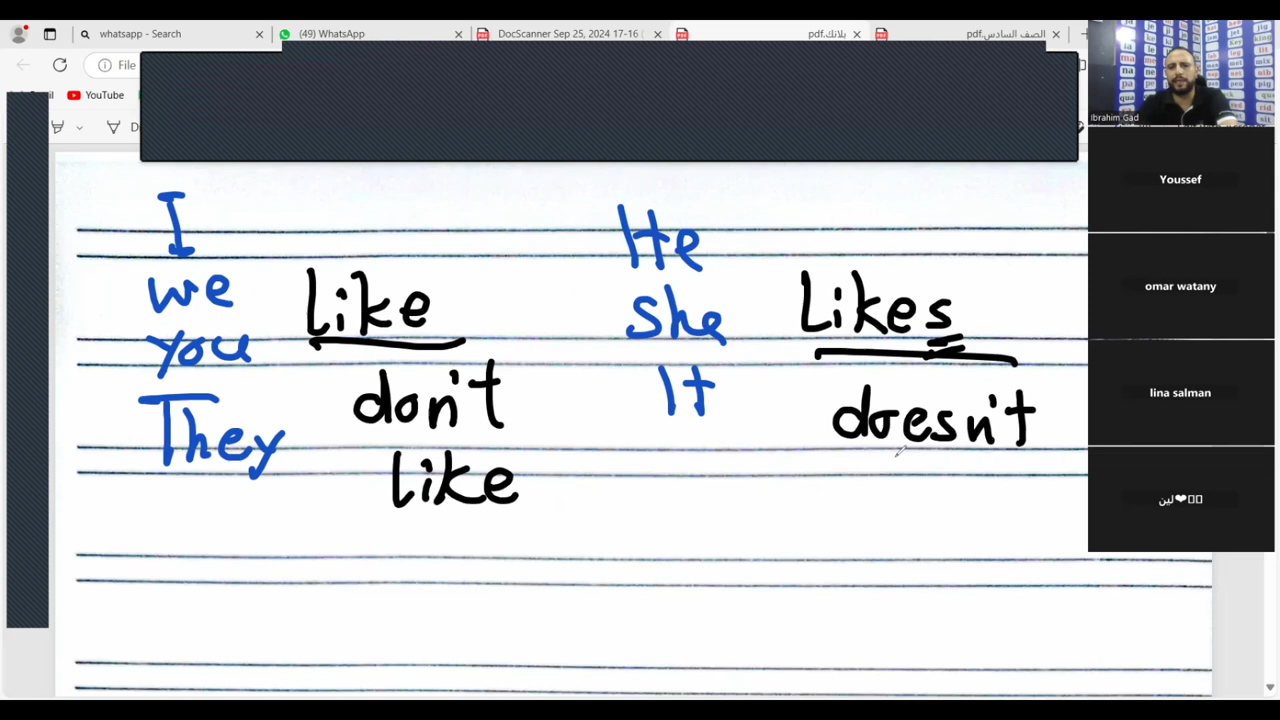 whatsapp - Search
(49) WhatsApp
DocScanner Sep 25, 2024 17-16
بلانك.pdf
الصف السادس.pdf
File
YouTube
I
we
you
They
like
don't
like
He
she
It
Likes
doesn't
Ibrahim Gad
Youssef
omar watany
lina salman
لين❤